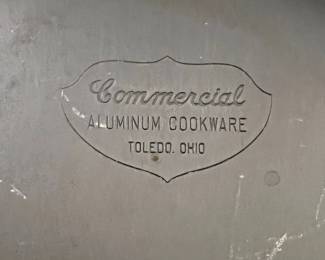 Commercial
ALUMINUM COOKWARE
TOLEDO, OHIO